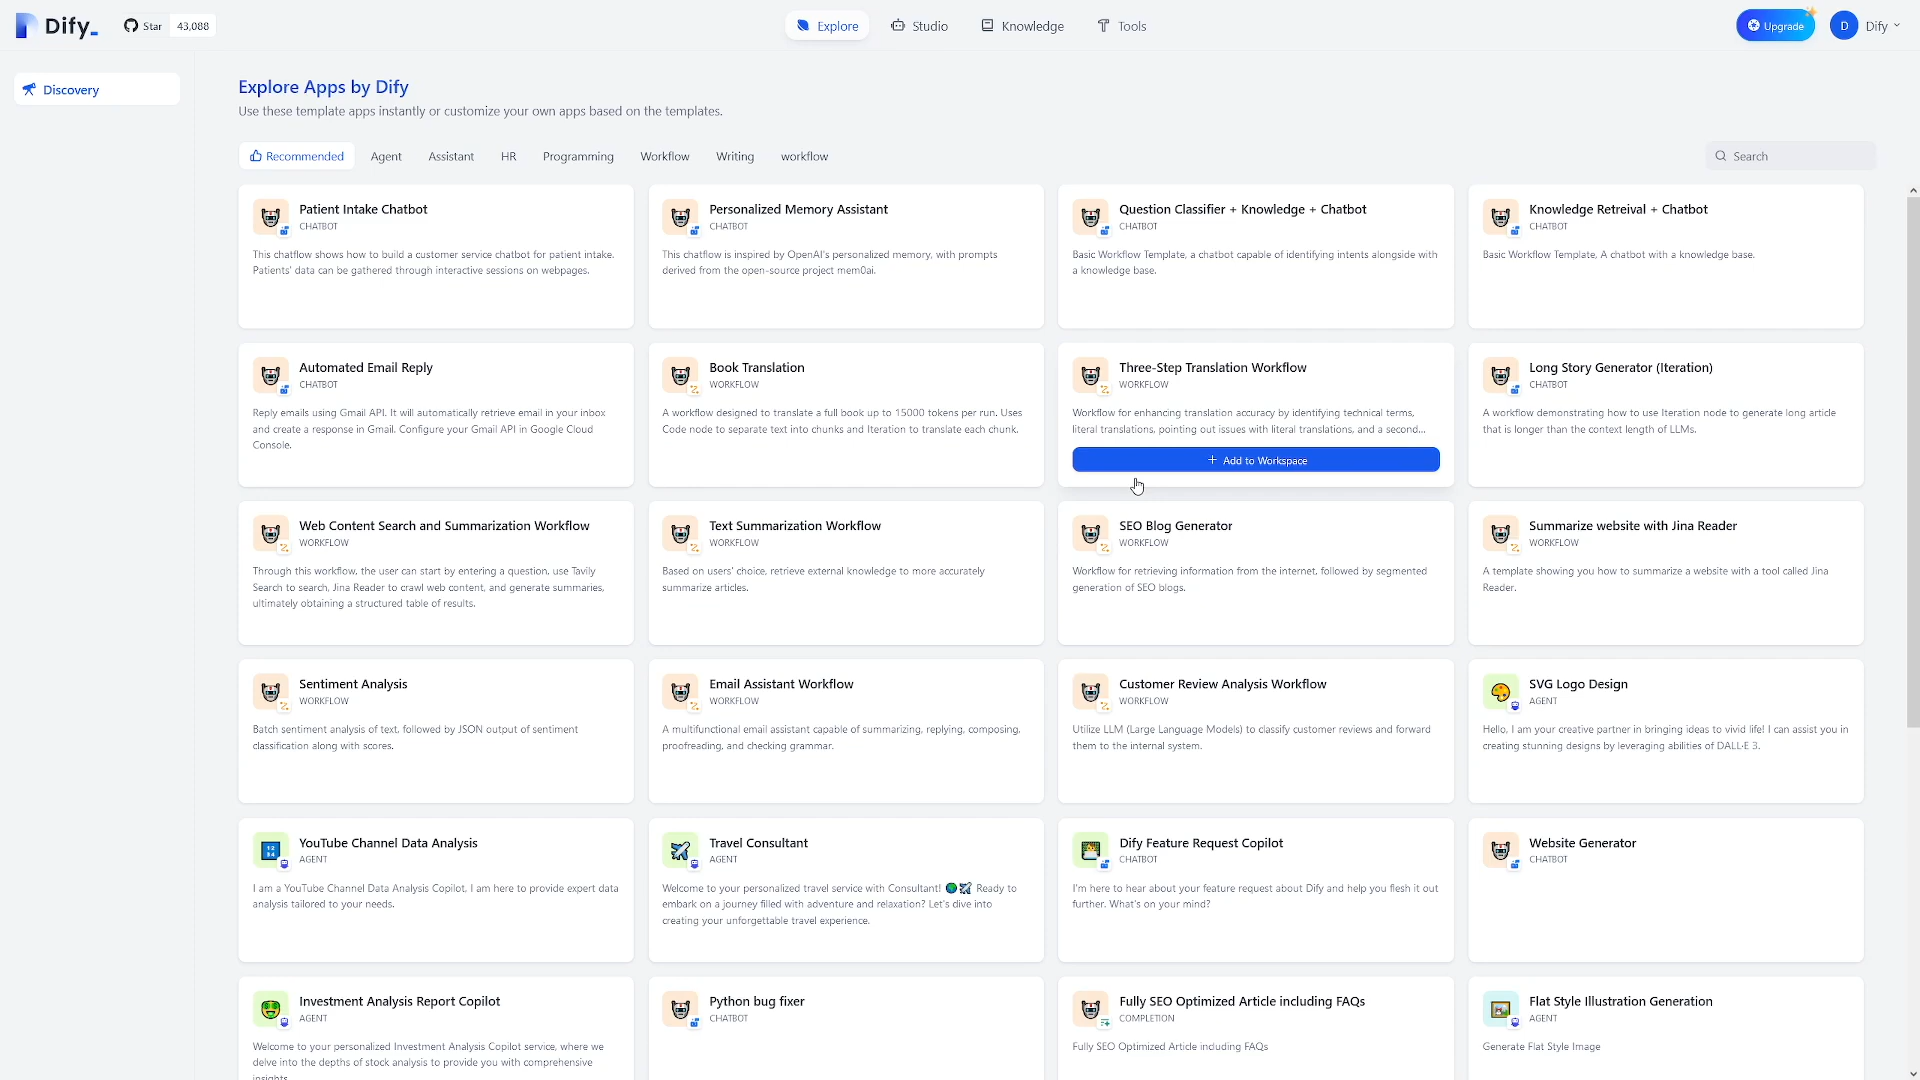 Dify_
Star 43,088
Explore Studio Knowledge Tools
Upgrade
D Dify
Discovery
Explore Apps by Dify
Use these template apps instantly or customize your own apps based on the templates.
Recommended Agent Assistant HR Programming Workflow Writing workflow
Search
Patient Intake Chatbot
CHATBOT
This chatflow shows how to build a customer service chatbot for patient intake.
Patients' data can be gathered through interactive sessions on webpages.
Personalized Memory Assistant
CHATBOT
This chatflow is inspired by OpenAI's personalized memory, with prompts
derived from the open-source project mem0ai.
Question Classifier + Knowledge + Chatbot
CHATBOT
Basic Workflow Template, a chatbot capable of identifying intents alongside with
a knowledge base.
Knowledge Retreival + Chatbot
CHATBOT
Basic Workflow Template, A chatbot with a knowledge base.
Automated Email Reply
CHATBOT
Reply emails using Gmail API. It will automatically retrieve email in your inbox
and create a response in Gmail. Configure your Gmail API in Google Cloud
Console.
Book Translation
WORKFLOW
A workflow designed to translate a full book up to 15000 tokens per run. Uses
Code node to separate text into chunks and Iteration to translate each chunk.
Three-Step Translation Workflow
WORKFLOW
Workflow for enhancing translation accuracy by identifying technical terms,
literal translations, pointing out issues with literal translations, and a second...
+ Add to Workspace
Long Story Generator (Iteration)
CHATBOT
A workflow demonstrating how to use Iteration node to generate long article
that is longer than the context length of LLMs.
Web Content Search and Summarization Workflow
WORKFLOW
Through this workflow, the user can start by entering a question, use Tavily
Search to search, Jina Reader to crawl web content, and generate summaries,
ultimately obtaining a structured table of results.
Text Summarization Workflow
WORKFLOW
Based on users' choice, retrieve external knowledge to more accurately
summarize articles.
SEO Blog Generator
WORKFLOW
Workflow for retrieving information from the internet, followed by segmented
generation of SEO blogs.
Summarize website with Jina Reader
WORKFLOW
A template showing you how to summarize a website with a tool called Jina
Reader.
Sentiment Analysis
WORKFLOW
Batch sentiment analysis of text, followed by JSON output of sentiment
classification along with scores.
Email Assistant Workflow
WORKFLOW
A multifunctional email assistant capable of summarizing, replying, composing,
proofreading, and checking grammar.
Customer Review Analysis Workflow
WORKFLOW
Utilize LLM (Large Language Models) to classify customer reviews and forward
them to the internal system.
SVG Logo Design
AGENT
Hello, I am your creative partner in bringing ideas to vivid life! I can assist you in
creating stunning designs by leveraging abilities of DALL·E 3.
YouTube Channel Data Analysis
AGENT
I am a YouTube Channel Data Analysis Copilot, I am here to provide expert data
analysis tailored to your needs.
Travel Consultant
AGENT
Welcome to your personalized travel service with Consultant! 🌍✈️ Ready to
embark on a journey filled with adventure and relaxation? Let's dive into
creating your unforgettable travel experience.
Dify Feature Request Copilot
CHATBOT
I'm here to hear about your feature request about Dify and help you flesh it out
further. What's on your mind?
Website Generator
CHATBOT
Investment Analysis Report Copilot
AGENT
Welcome to your personalized Investment Analysis Copilot service, where we
delve into the depths of stock analysis to provide you with comprehensive
insights.
Python bug fixer
CHATBOT
Fully SEO Optimized Article including FAQs
COMPLETION
Fully SEO Optimized Article including FAQs
Flat Style Illustration Generation
AGENT
Generate Flat Style Image